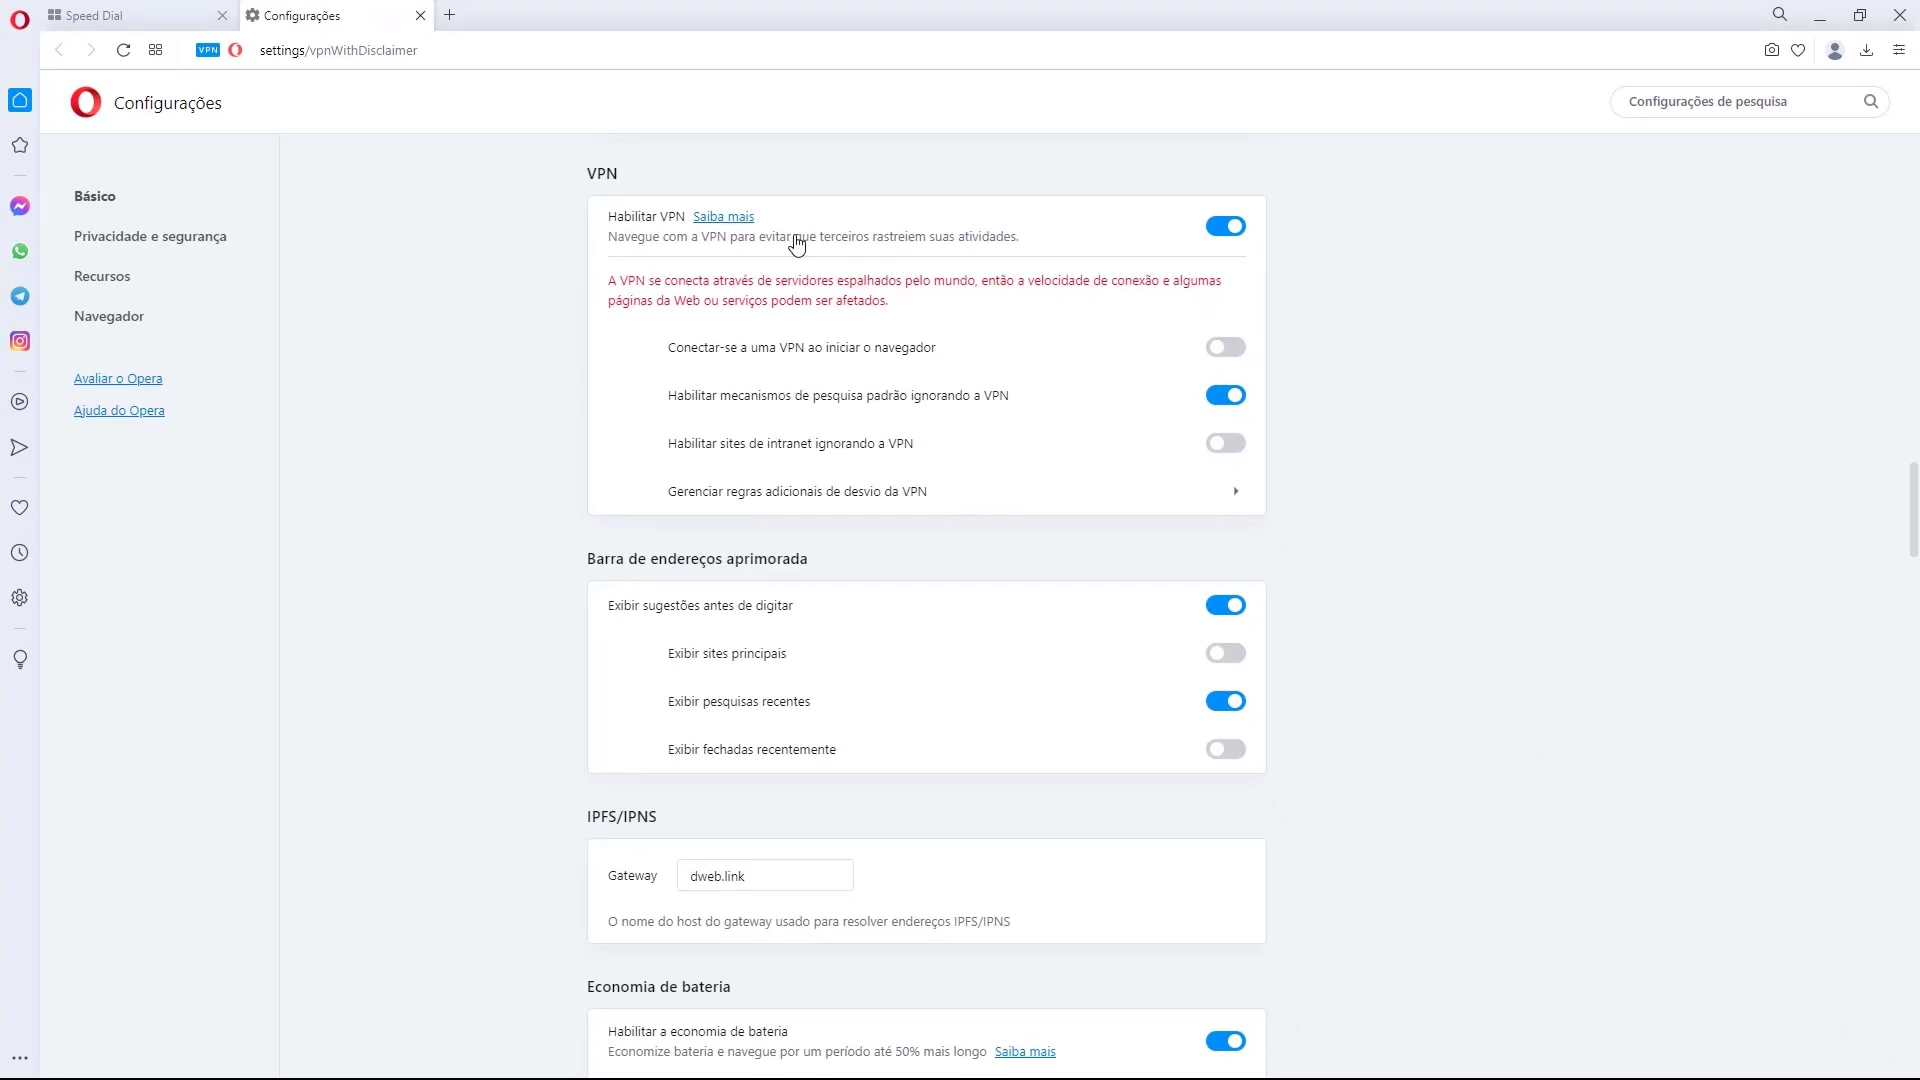 Speed Dial
Configurações
VPN
settings/vpnWithDisclaimer
Configurações
Configurações de pesquisa
Básico
Privacidade e segurança
Recursos
Navegador
Avaliar o Opera
Ajuda do Opera
VPN
Habilitar VPN Saiba mais
Navegue com a VPN para evitar que terceiros rastreiem suas atividades.
A VPN se conecta através de servidores espalhados pelo mundo, então a velocidade de conexão e algumas
páginas da Web ou serviços podem ser afetados.
Conectar-se a uma VPN ao iniciar o navegador
Habilitar mecanismos de pesquisa padrão ignorando a VPN
Habilitar sites de intranet ignorando a VPN
Gerenciar regras adicionais de desvio da VPN
Barra de endereços aprimorada
Exibir sugestões antes de digitar
Exibir sites principais
Exibir pesquisas recentes
Exibir fechadas recentemente
IPFS/IPNS
Gateway dweb.link
O nome do host do gateway usado para resolver endereços IPFS/IPNS
Economia de bateria
Habilitar a economia de bateria
Economize bateria e navegue por um período até 50% mais longo Saiba mais